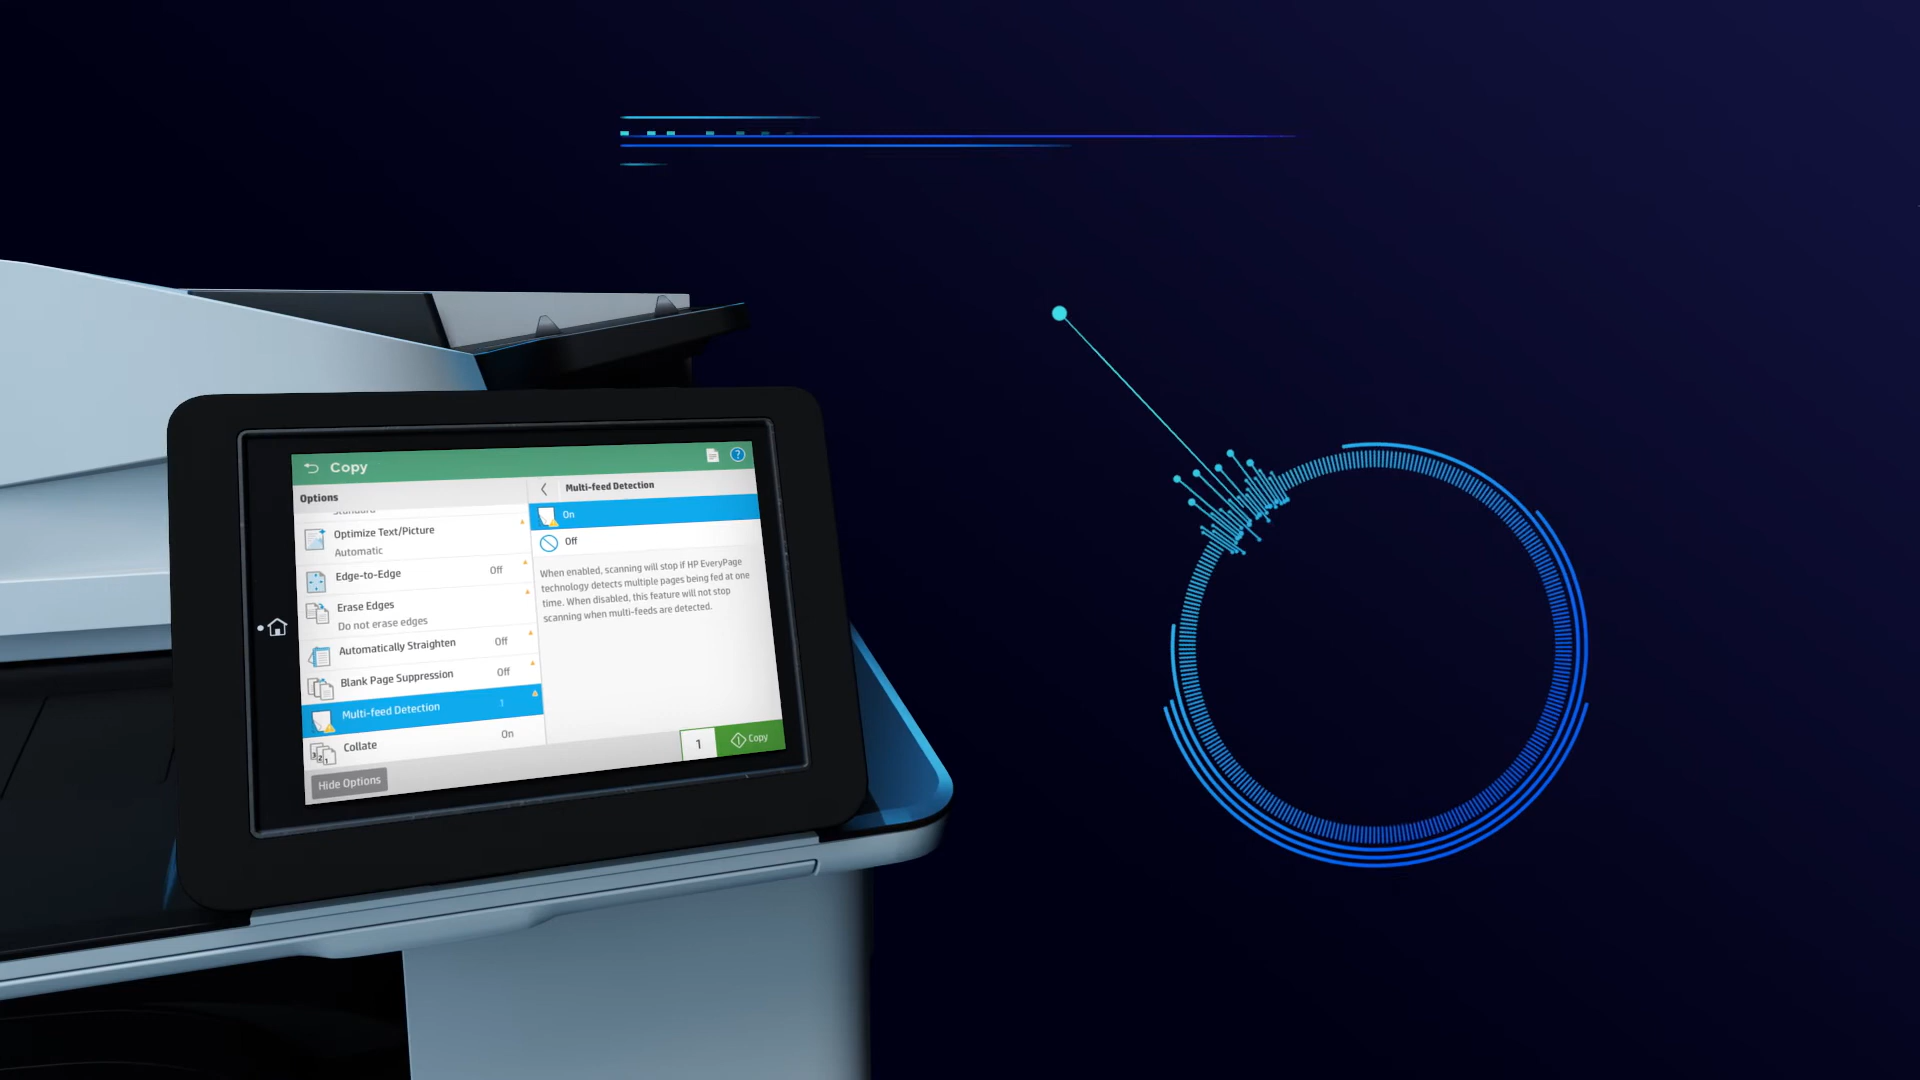 Copy
Options
Standard
Optimize Text/Picture
Automatic
Edge-to-Edge Off
Erase Edges
Do not erase edges
Automatically Straighten Off
Blank Page Suppression Off
Multi-feed Detection 1
Collate On
Hide Options
?
Multi-feed Detection
On
Off
When enabled, scanning will stop if HP EveryPage
technology detects multiple pages being fed at one
time. When disabled, this feature will not stop
scanning when multi-feeds are detected.
1 Copy